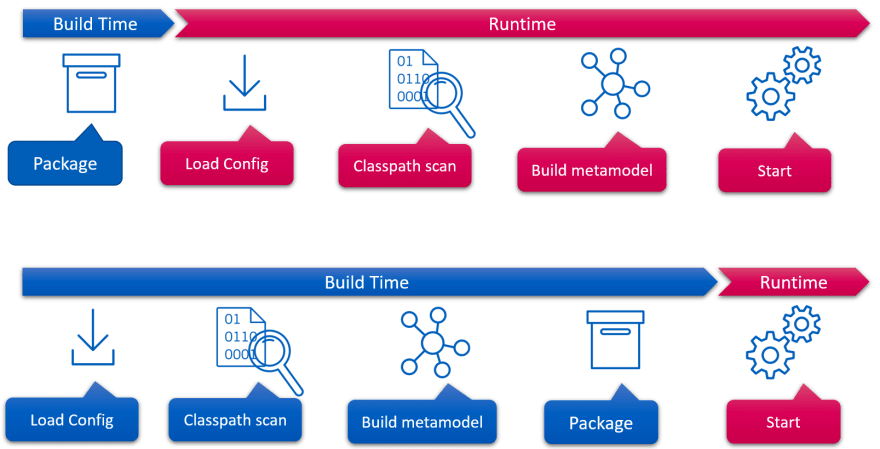 Build Time
Runtime
01
0110
0001
Package
Load Config
Classpath scan
Build metamodel
Start
Build Time
Runtime
01
0110
0001
Load Config
Classpath scan
Build metamodel
Package
Start